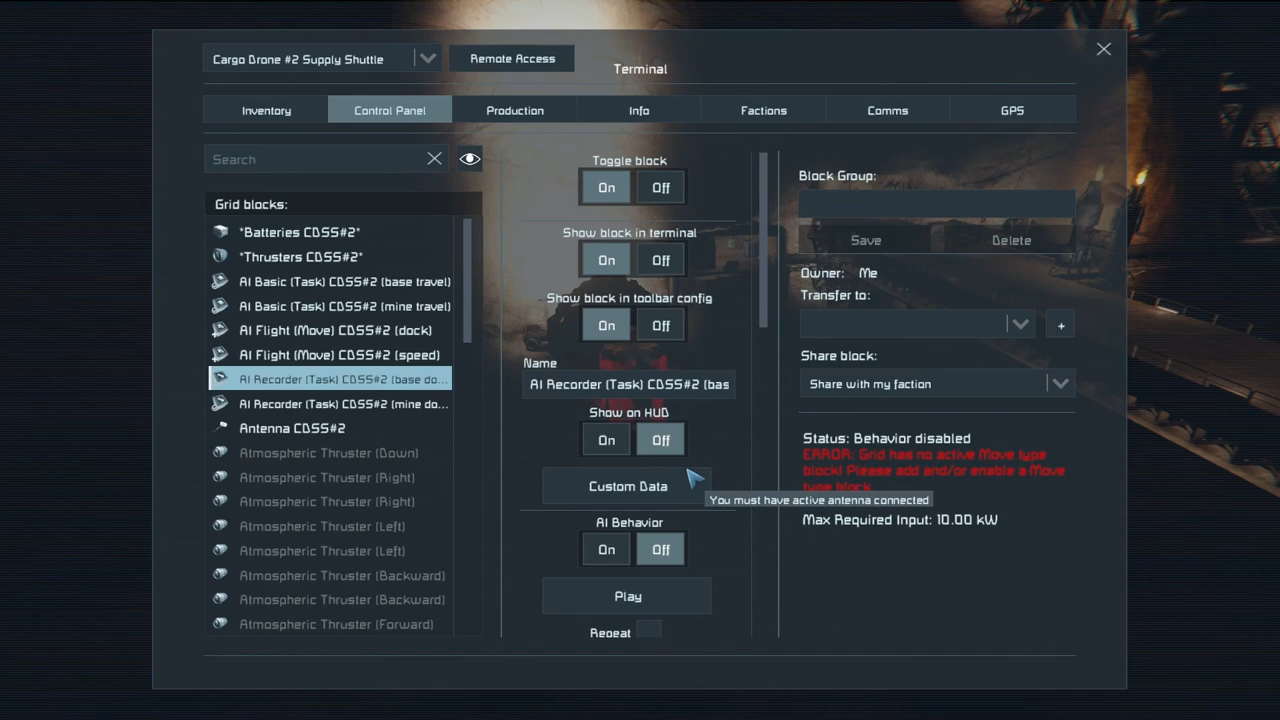 Cargo Drone #2 Supply Shuttle
Remote Access
Terminal
Inventory
Control Panel
Production
Info
Factions
Comms
GPS
Search
Grid blocks:
*Batteries CDSS#2*
*Thrusters CDSS#2*
AI Basic (Task) CDSS#2 (base travel)
AI Basic (Task) CDSS#2 (mine travel)
AI Flight (Move) CDSS#2 (dock)
AI Flight (Move) CDSS#2 (speed)
AI Recorder (Task) CDSS#2 (base do...
AI Recorder (Task) CDSS#2 (mine do...
Antenna CDSS#2
Atmospheric Thruster (Down)
Atmospheric Thruster (Right)
Atmospheric Thruster (Right)
Atmospheric Thruster (Left)
Atmospheric Thruster (Left)
Atmospheric Thruster (Backward)
Atmospheric Thruster (Backward)
Atmospheric Thruster (Forward)
Toggle block
On Off
Show block in terminal
On Off
Show block in toolbar config
On Off
Name
AI Recorder (Task) CDSS#2 (bas
Show on HUD
On Off
Custom Data
You must have active antenna connected
AI Behavior
On Off
Play
Repeat
Block Group:
Save
Delete
Owner: Me
Transfer to:
+
Share block:
Share with my faction
Status: Behavior disabled
ERROR: Grid has no active Move type
block! Please add and/or enable a Move
type block.
Max Required Input: 10.00 kW